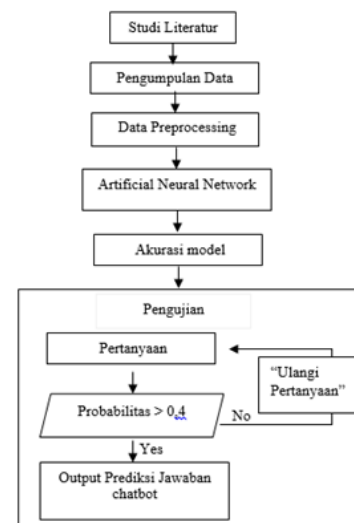 Studi Literatur
Pengumpulan Data
Data Preprocessing
Artificial Neural Network
Akurasi model
Pengujian
Pertanyaan
“Ulangi
Pertanyaan”
Probabilitas > 0,4
No
Yes
Output Prediksi Jawaban
chatbot